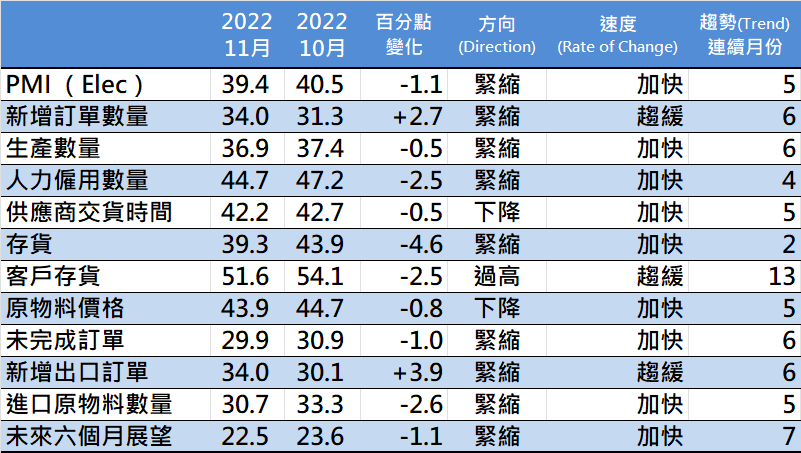 2022 11月 2022 10月 百分點 變化 方向 (Direction) 速度 (Rate of Change) 趨勢(Trend) 連續月份
PMI （Elec） 39.4 40.5 -1.1 緊縮 加快 5
新增訂單數量 34.0 31.3 +2.7 緊縮 趨緩 6
生產數量 36.9 37.4 -0.5 緊縮 加快 6
人力僱用數量 44.7 47.2 -2.5 緊縮 加快 4
供應商交貨時間 42.2 42.7 -0.5 下降 加快 5
存貨 39.3 43.9 -4.6 緊縮 加快 2
客戶存貨 51.6 54.1 -2.5 過高 趨緩 13
原物料價格 43.9 44.7 -0.8 下降 加快 5
未完成訂單 29.9 30.9 -1.0 緊縮 加快 6
新增出口訂單 34.0 30.1 +3.9 緊縮 趨緩 6
進口原物料數量 30.7 33.3 -2.6 緊縮 加快 5
未來六個月展望 22.5 23.6 -1.1 緊縮 加快 7